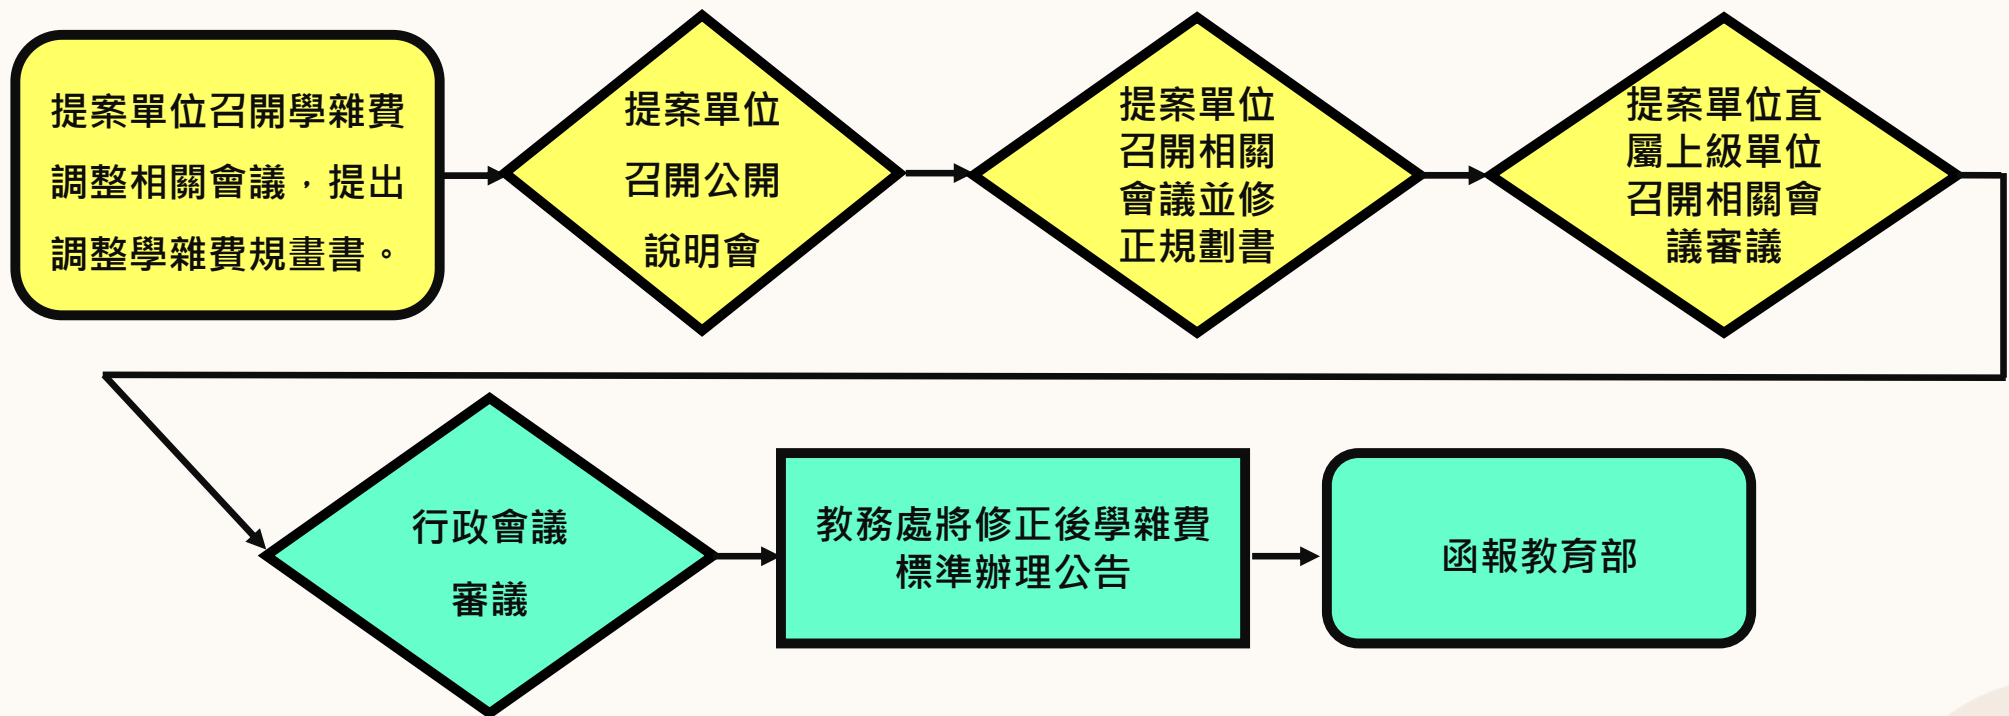 提案單位召開學雜費
調整相關會議，提出
調整學雜費規畫書。
提案單位
召開公開
說明會
提案單位
召開相關
會議並修
正規劃書
提案單位直
屬上級單位
召開相關會
議審議
行政會議
審議
教務處將修正後學雜費
標準辦理公告
函報教育部